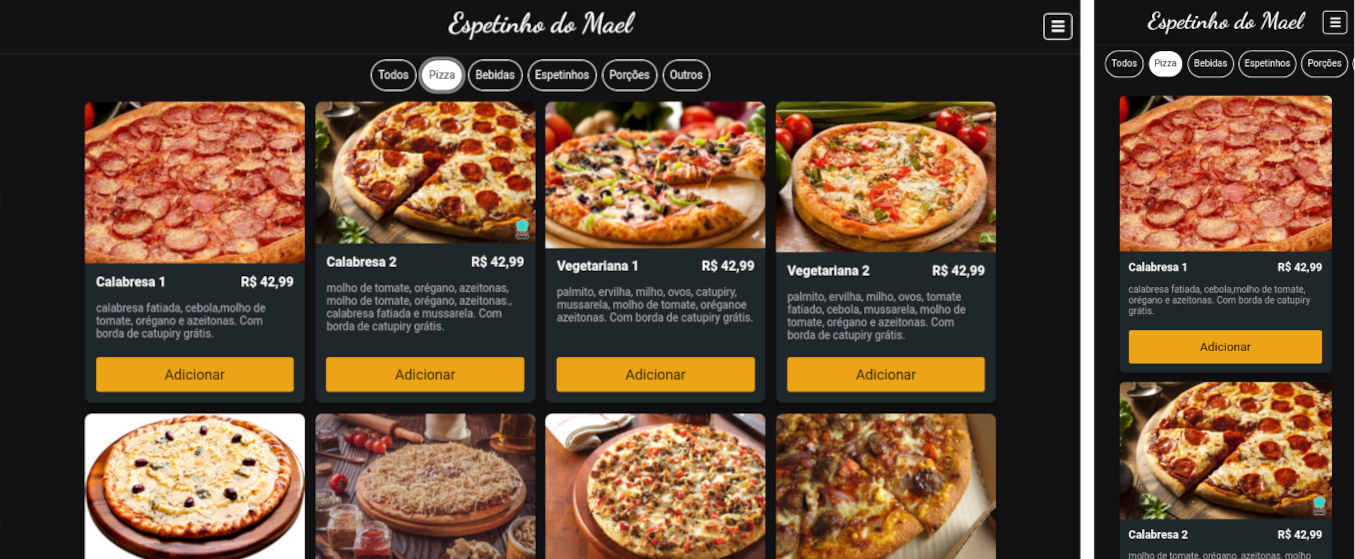 Espetinho do Mael
Todos Pizza Bebidas Espetinhos Porções Outros
Calabresa 1 R$ 42,99
calabresa fatiada, cebola,molho de
tomate, orégano e azeitonas. Com
borda de catupiry grátis.
Adicionar
Calabresa 2 R$ 42,99
molho de tomate, orégano, azeitonas,
molho de tomate, orégano, azeitonas.,
calabresa fatiada e mussarela. Com
borda de catupiry grátis.
Adicionar
Vegetariana 1 R$ 42,99
palmito, ervilha, milho, ovos, catupiry,
mussarela, molho de tomate, oréganoe
azeitonas. Com borda de catupiry grátis.
Adicionar
Vegetariana 2 R$ 42,99
palmito, ervilha, milho, ovos, tomate
fatiado, cebola, mussarela, molho de
tomate, orégano e azeitonas. Com
borda de catupiry grátis.
Adicionar
Espetinho do Mael
Todos Pizza Bebidas Espetinhos Porções
Calabresa 1 R$ 42,99
calabresa fatiada, cebola,molho de tomate,
orégano e azeitonas. Com borda de catupiry
grátis.
Adicionar
Calabresa 2 R$ 42,99
molho de tomate, orégano, azeitonas, molho